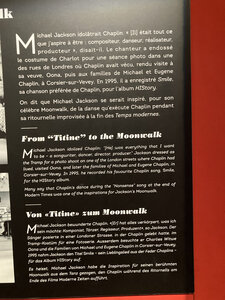 Michael Jackson idolâtrait Chaplin. « [Il] était tout ce
que j'aspire à être : compositeur, danseur, réalisateur,
producteur », disait-il. Le chanteur a endossé
le costume de Charlot pour une séance photo dans une
des rues de Londres où Chaplin avait vécu, rendu visite à
sa veuve, Oona, puis aux familles de Michael et Eugene
Chaplin, à Corsier-sur-Vevey. En 1995, il a enregistré Smile,
sa chanson préférée de Chaplin, pour l'album HIStory.
On dit que Michael Jackson se serait inspiré, pour son
célèbre Moonwalk, de la danse qu'exécute Chaplin pendant
sa ritournelle improvisée à la fin des Temps modernes.
From “Titine” to the Moonwalk
Michael Jackson idolized Chaplin. “[He] was everything that I want
to be - a songwriter, dancer, director, producer.” Jackson dressed as
the Tramp for a photo shoot on one of the London streets where Chaplin had
lived, visited Oona, and later the families of Michael and Eugene Chaplin, in
Corsier-sur-Vevey. In 1995, he recorded his favourite Chaplin song, Smile,
for the HIStory album.
Many say that Chaplin's dance during the “Nonsense” song at the end of
Modern Times was one of the inspirations for Jackson's Moonwalk.
Von «Titine» zum Moonwalk
Michael Jackson bewunderte Chaplin. «[Er] hat alles verkörpert, was ich
sein möchte: Komponist, Tänzer, Regisseur, Produzent», so Jackson. Der
Sänger posierte in einer Londoner Strasse, in der Chaplin gelebt hatte, im
Tramp-Kostüm für eine Fotoserie. Ausserdem besuchte er Chaplins Witwe
Oona und die Familien von Michael und Eugene Chaplin in Corsier-sur-Vevey.
1995 nahm Jackson den Titel Smile - sein Lieblingslied aus der Feder Chaplins -
für das Album HIStory auf.
Es heisst, Michael Jackson habe die Inspiration für seinen berühmten
Moonwalk aus dem Tanz gezogen, den Chaplin während des Ritornells am
Ende des Films Moderne Zeiten aufführt.